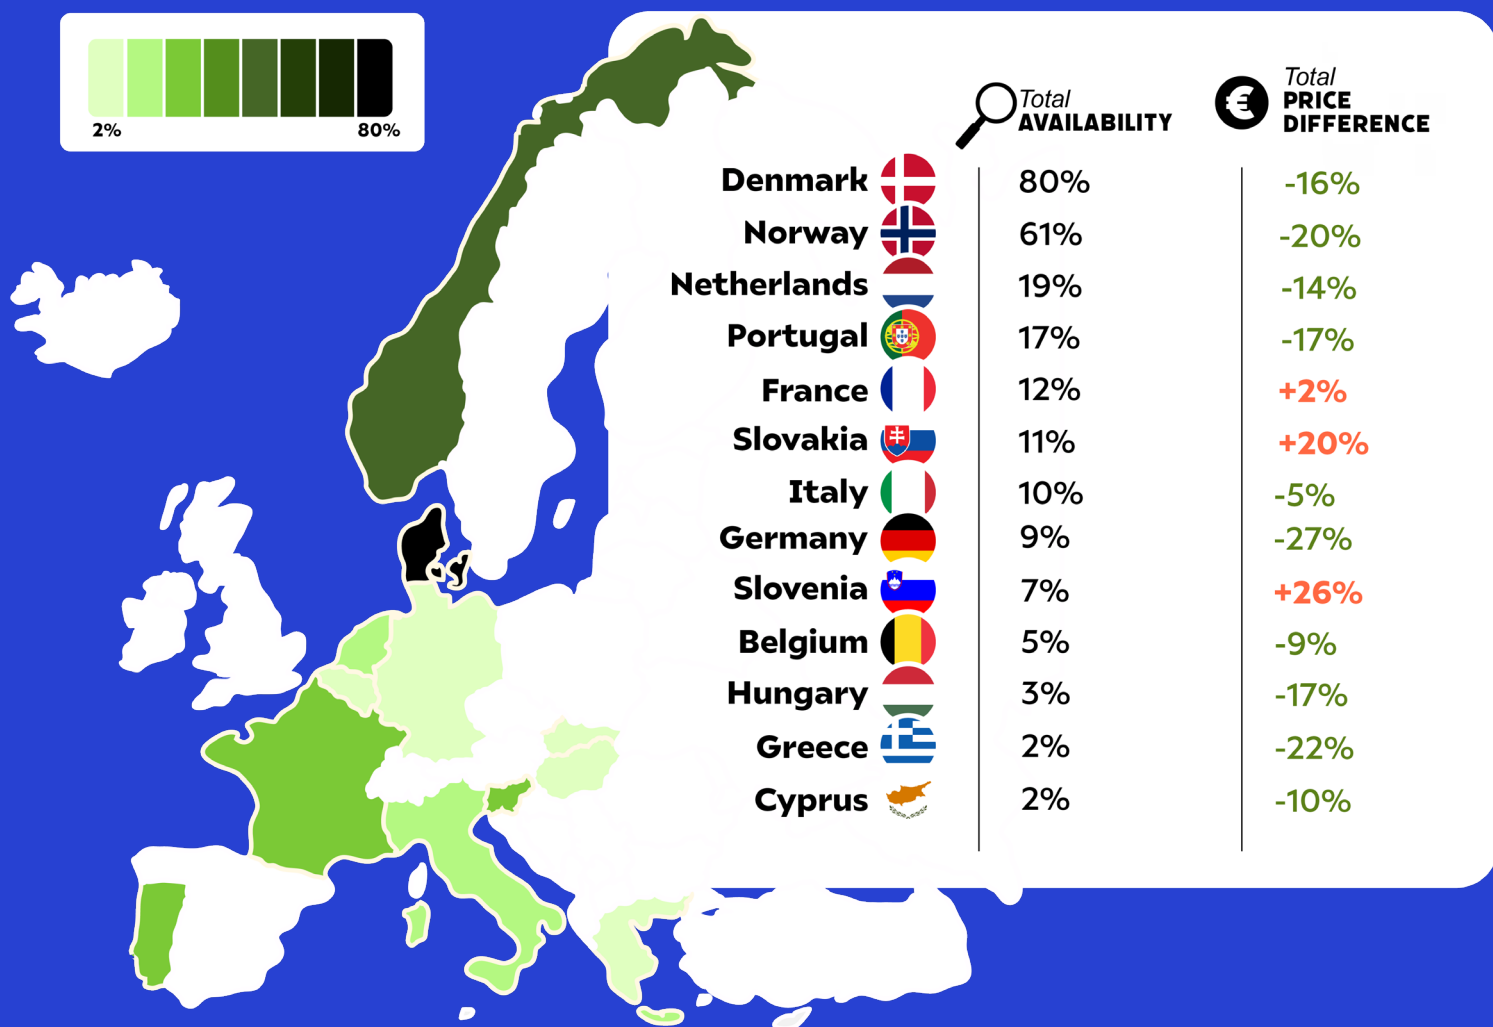 2%
80%
Total
AVAILABILITY
€
Total
PRICE
DIFFERENCE
Denmark 80% -16%
Norway 61% -20%
Netherlands 19% -14%
Portugal 17% -17%
France 12% +2%
Slovakia 11% +20%
Italy 10% -5%
Germany 9% -27%
Slovenia 7% +26%
Belgium 5% -9%
Hungary 3% -17%
Greece 2% -22%
Cyprus 2% -10%